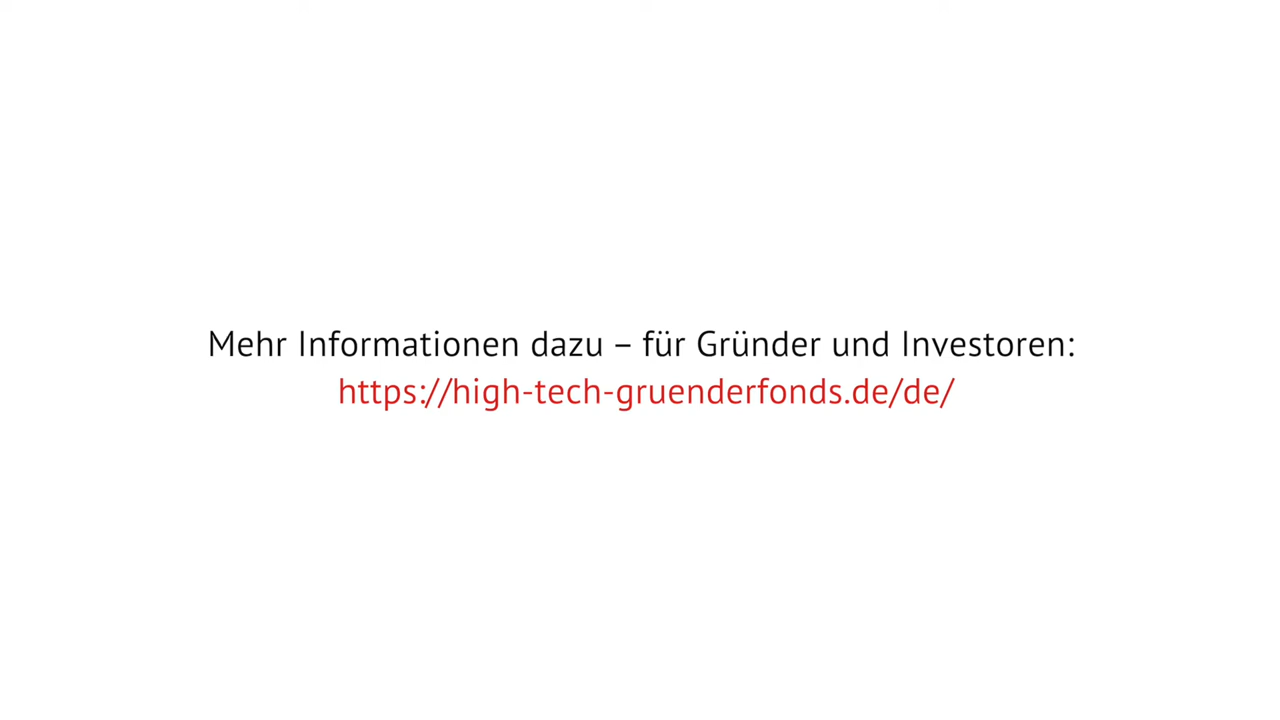 Mehr Informationen dazu – für Gründer und Investoren:
https://high-tech-gruenderfonds.de/de/